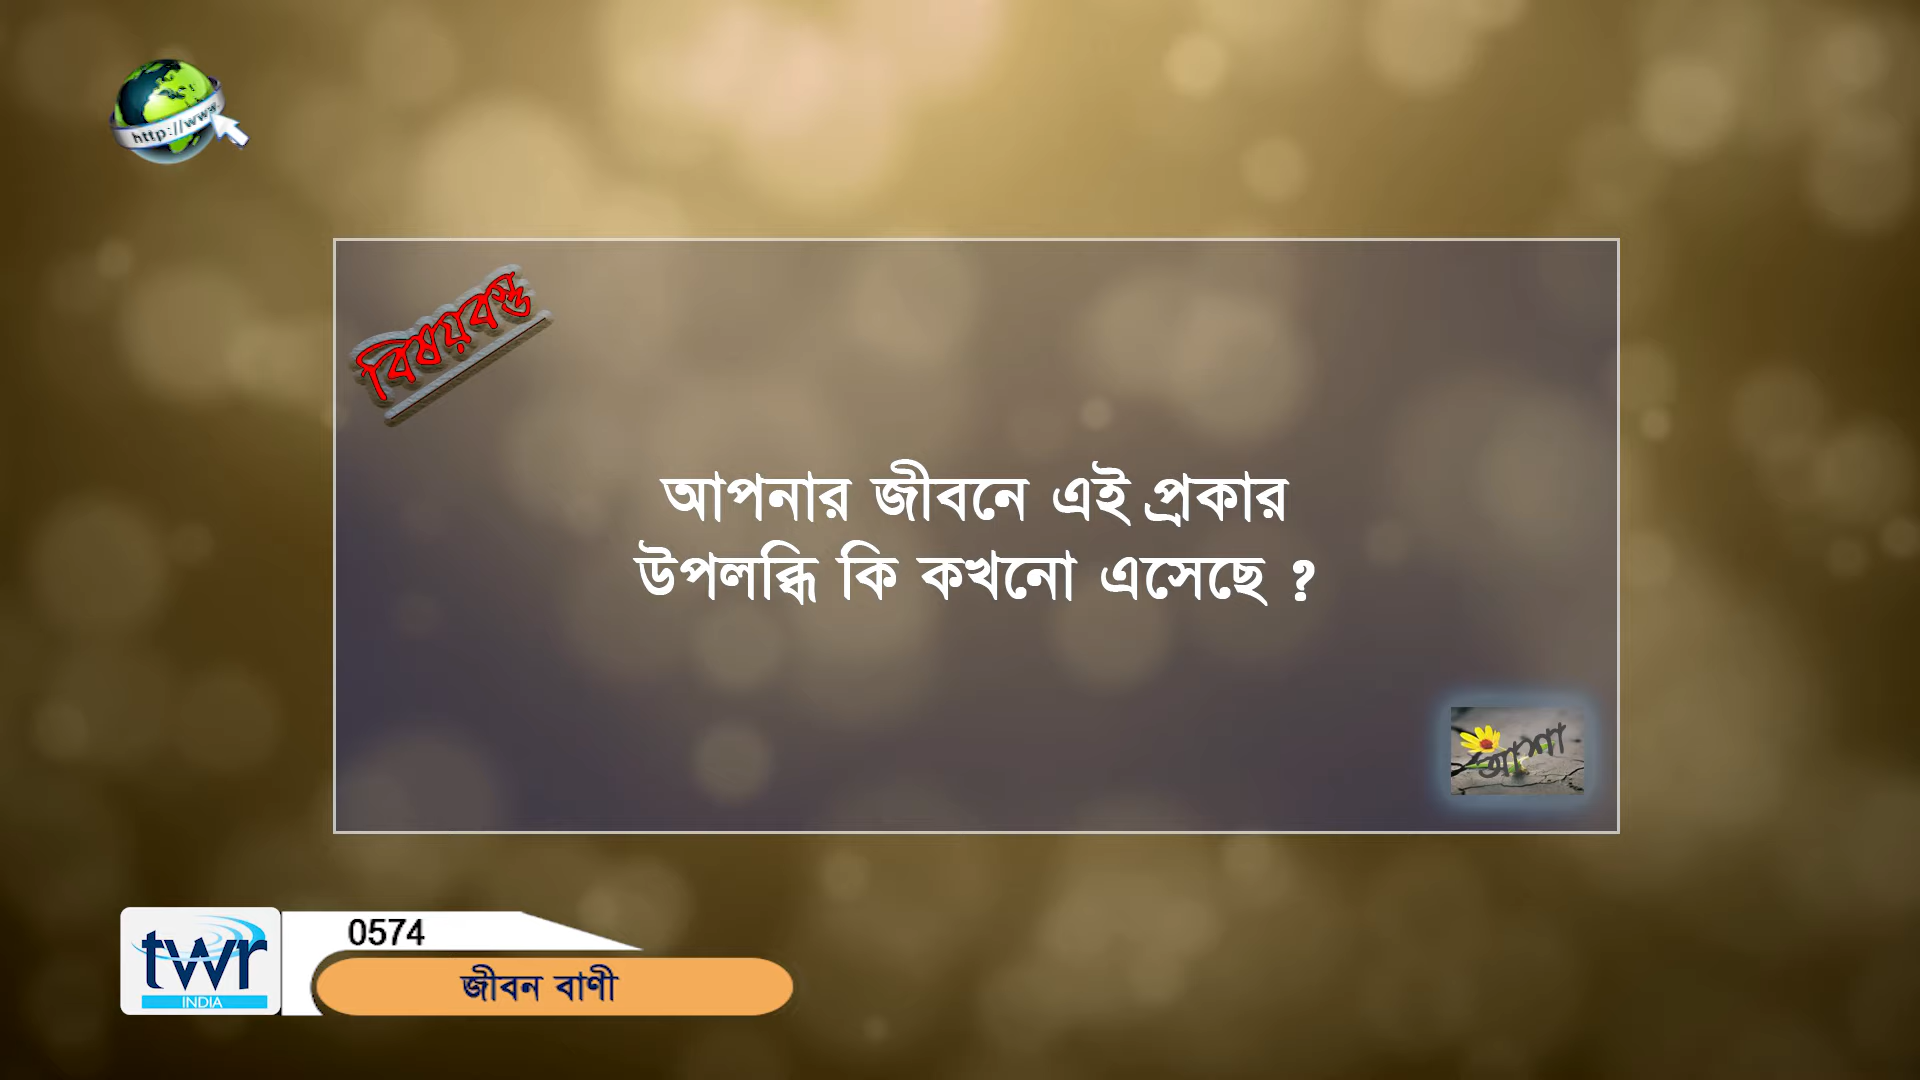 http://www.
বিষয়বস্তু
আপনার জীবনে এই প্রকার
উপলব্ধি কি কখনো এসেছে ?
আশা
0574
twr
INDIA
জীবন বাণী